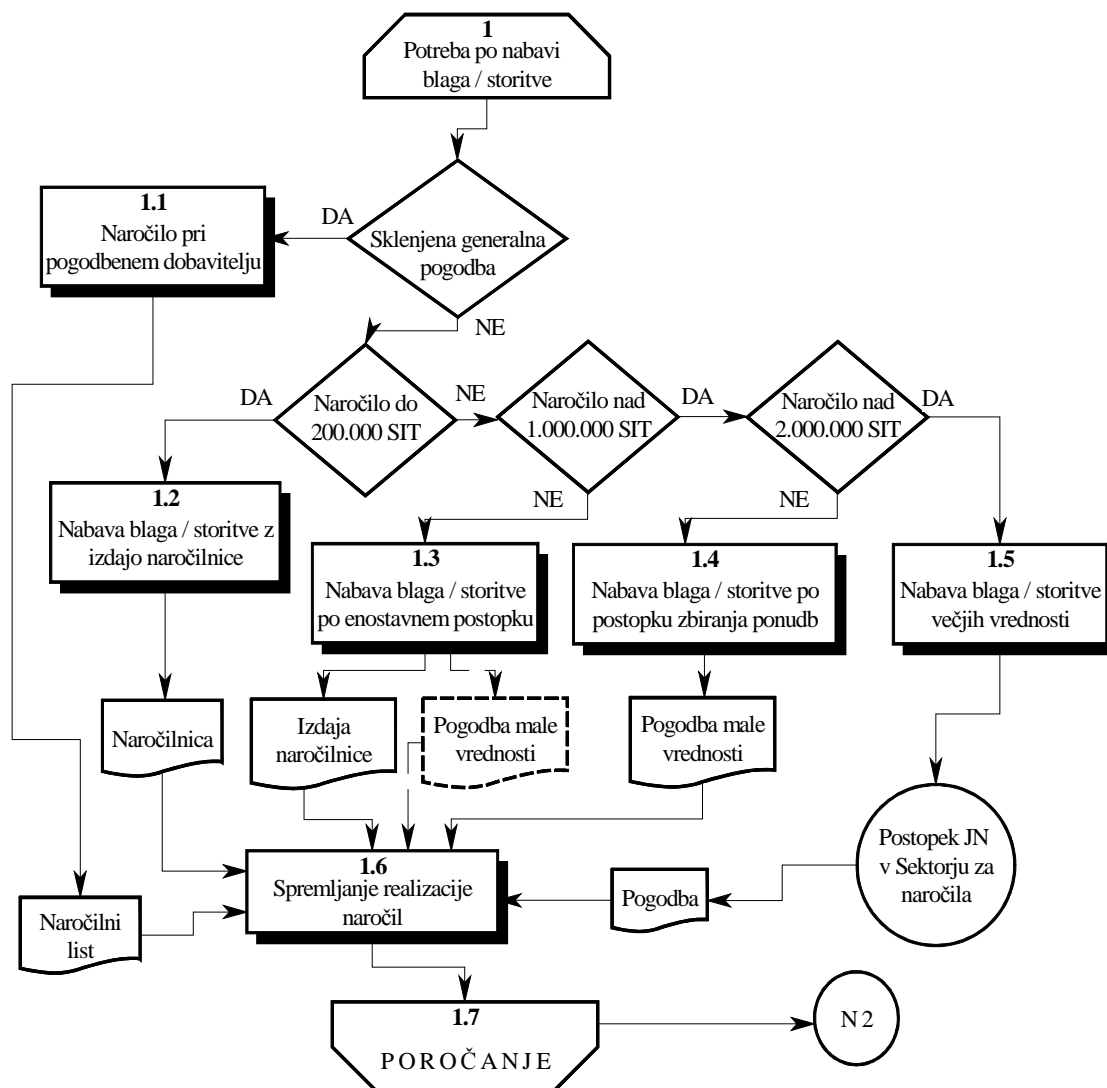 1
Potreba po nabavi
blaga / storitve
1.1
Naročilo pri
pogodbenem dobavitelju
DA
Sklenjena generalna
pogodba
NE
DA
Naročilo do
200.000 SIT
NE
Naročilo nad
1.000.000 SIT
DA
Naročilo nad
2.000.000 SIT
DA
NE
NE
1.2
Nabava blaga / storitve z
izdajo naročilnice
1.3
Nabava blaga / storitve
po enostavnem postopku
1.4
Nabava blaga / storitve po
postopku zbiranja ponudb
1.5
Nabava blaga / storitve
večjih vrednosti
Naročilnica
Izdaja
naročilnice
Pogodba male
vrednosti
Pogodba male
vrednosti
Postopek JN
v Sektorju za
naročila
1.6
Spremljanje realizacije
naročil
Pogodba
Naročilni
list
1.7
POROČANJE
N 2